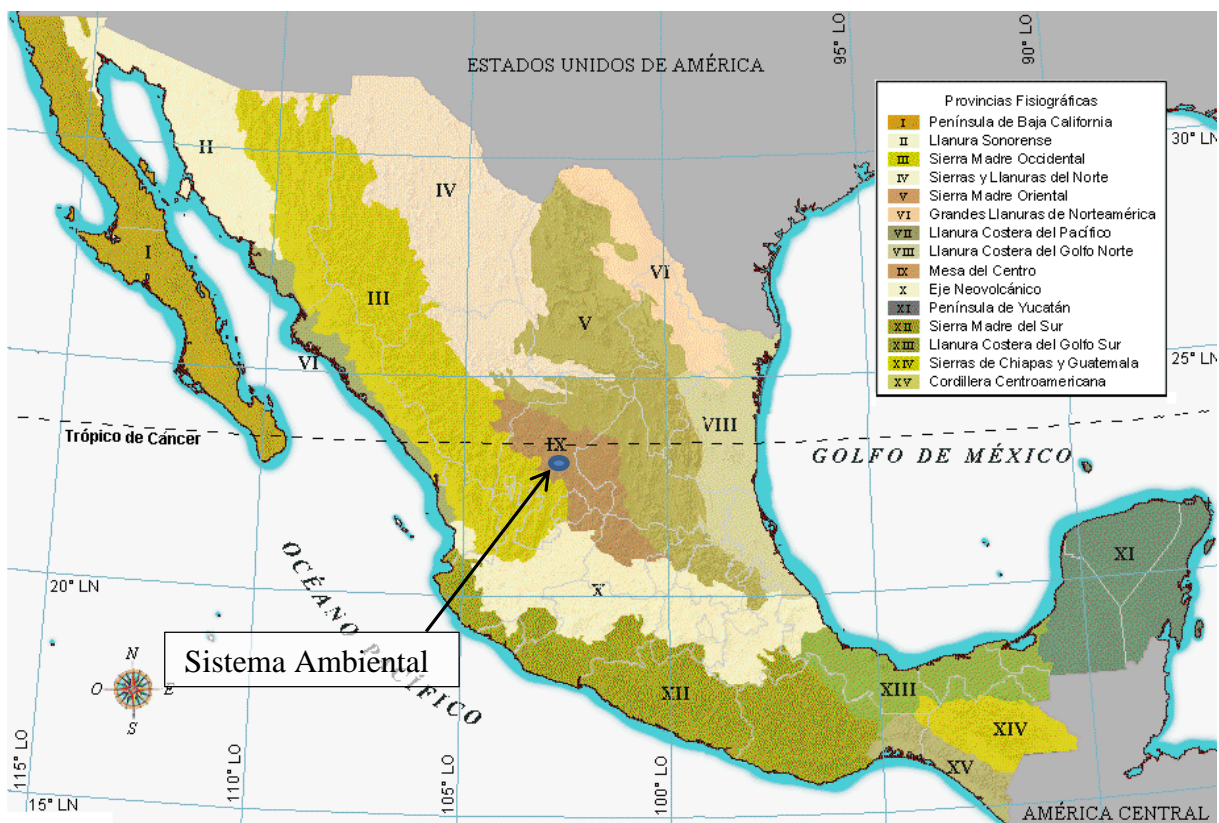 95° LO
90° LO
ESTADOS UNIDOS DE AMÉRICA
Provincias Fisiográficas
I Península de Baja California
II Llanura Sonorense
III Sierra Madre Occidental
IV Sierras y Llanuras del Norte
V Sierra Madre Oriental
VI Grandes Llanuras de Norteamérica
VII Llanura Costera del Pacífico
VIII Llanura Costera del Golfo Norte
IX Mesa del Centro
X Eje Neovolcánico
XI Península de Yucatán
XII Sierra Madre del Sur
XIII Llanura Costera del Golfo Sur
XIV Sierras de Chiapas y Guatemala
XV Cordillera Centroamericana
30° LN
II
IV
I
VI
III
V
25° LN
VI
VIII
Trópico de Cáncer
IX
GOLFO DE MÉXICO
XI
20° LN
OCÉANO PACÍFICO
X
Sistema Ambiental
N
O E
S
XII
XIII
XIV
XV
115° LO
110° LO
105° LO
100° LO
15° LN
AMÉRICA CENTRAL